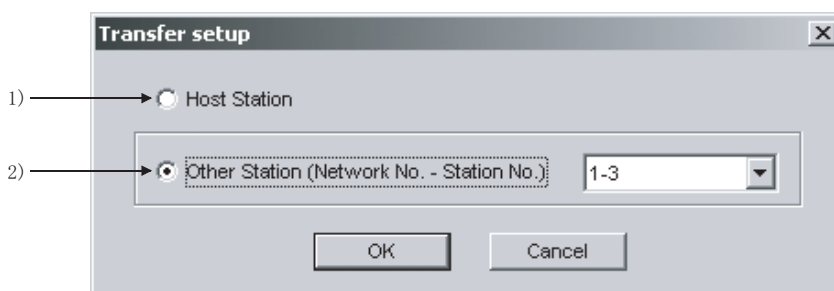 Transfer setup
1) Host Station
2) Other Station (Network No. - Station No.) 1-3
OK Cancel